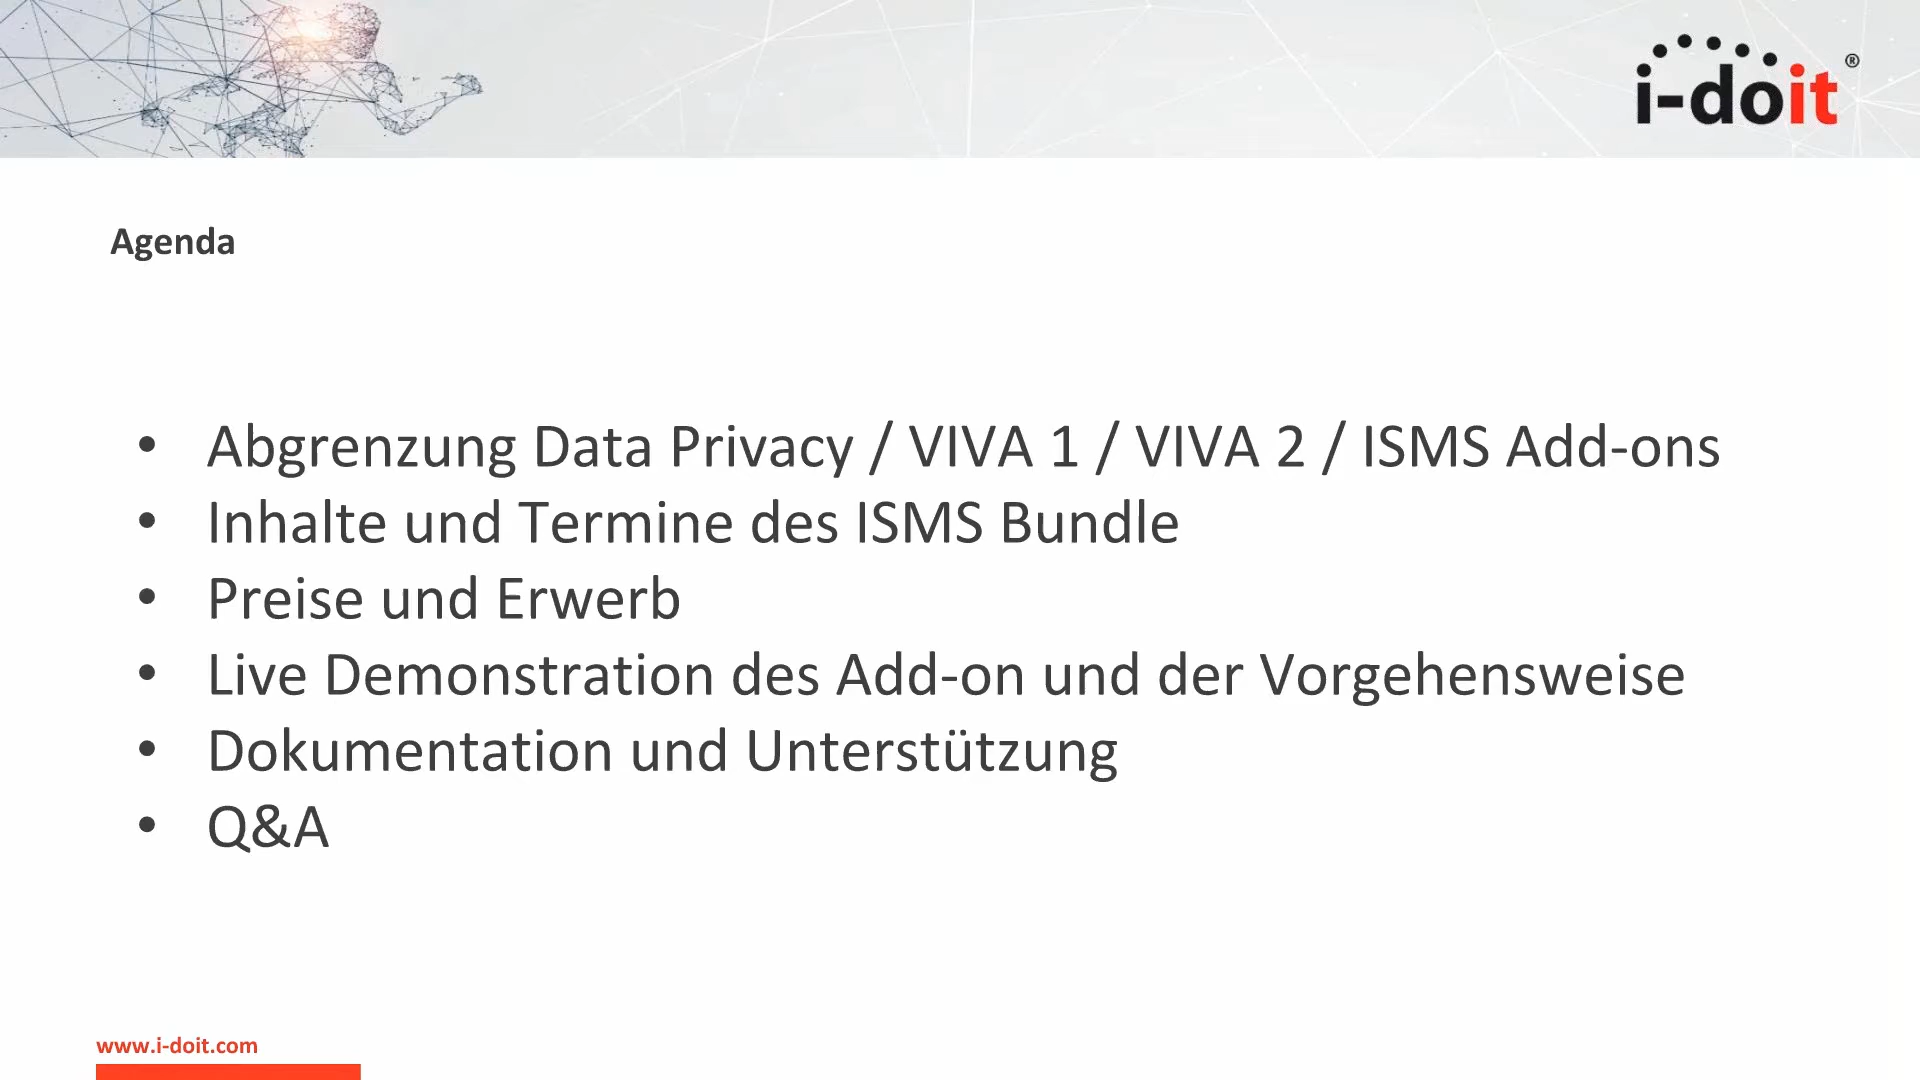 i-doit®
Agenda
• Abgrenzung Data Privacy / VIVA 1 / VIVA 2 / ISMS Add-ons
• Inhalte und Termine des ISMS Bundle
• Preise und Erwerb
• Live Demonstration des Add-on und der Vorgehensweise
• Dokumentation und Unterstützung
• Q&A
www.i-doit.com